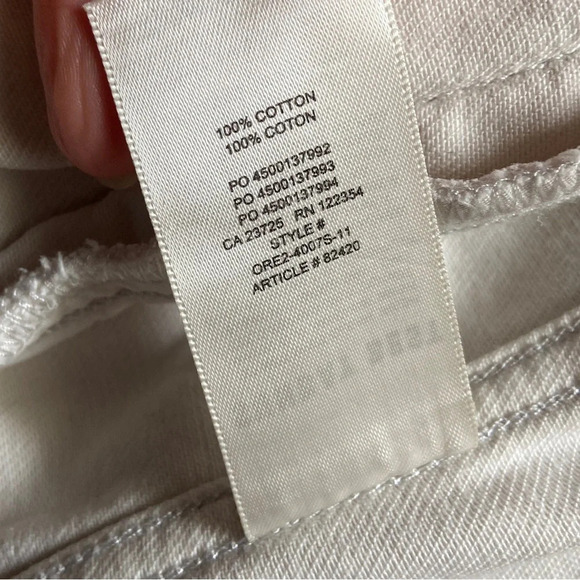 100% COTTON
100% COTON
PO 4500137992
PO 4500137993
PO 4500137994
CA 23725 RN 122354
STYLE #
ORE2-4007S-11
ARTICLE # 82420